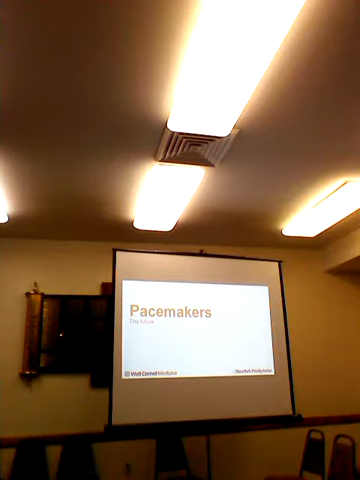 Pacemakers
The future
Weill Cornell Medicine
NewYork-Presbyterian